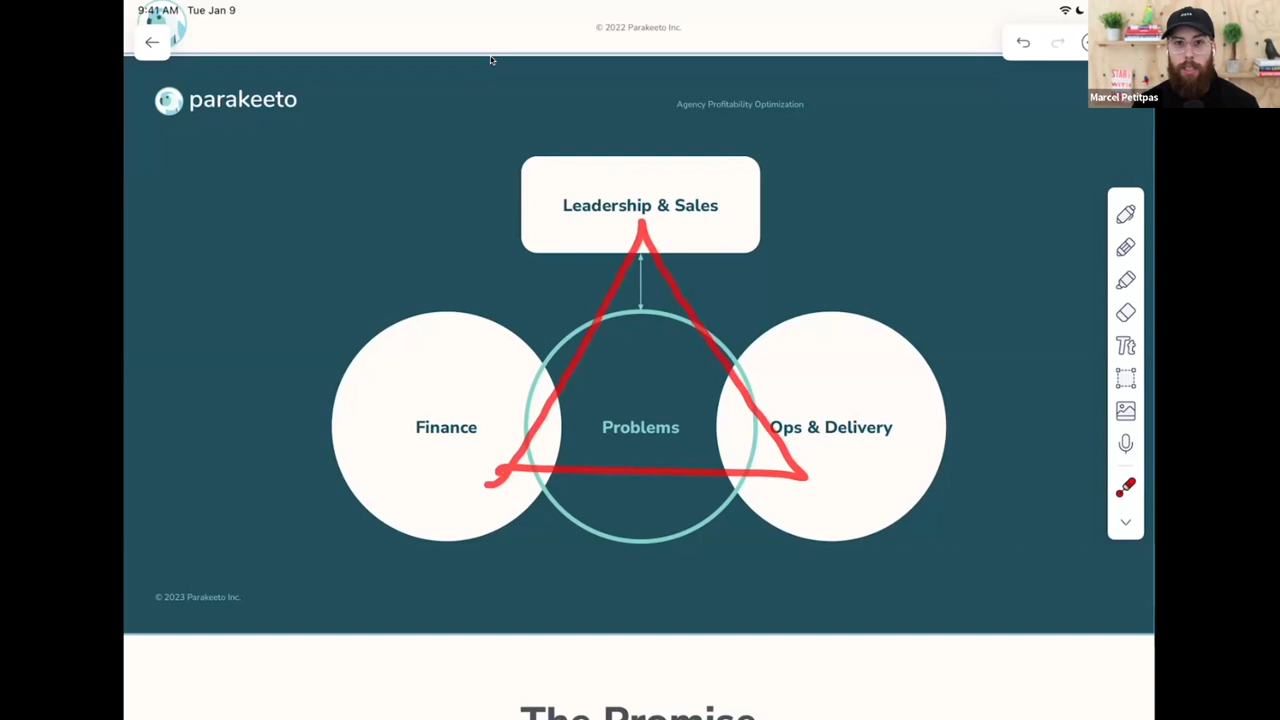 9:41 AM Tue Jan 9
© 2022 Parakeeto Inc.
parakeeto
Agency Profitability Optimization
Marcel Petitpas
Leadership & Sales
Finance
Problems
Ops & Delivery
Tt
© 2023 Parakeeto Inc.
The Promise